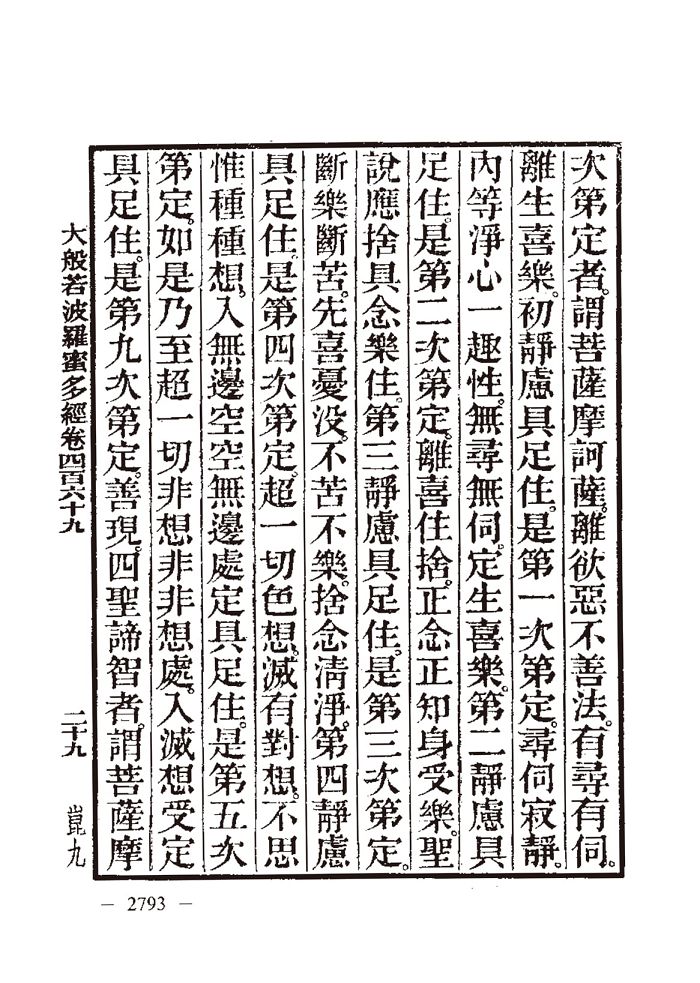 次第定者。謂菩薩摩訶薩。離欲惡不善法。有尋有伺。
離生喜樂。初靜慮具足住。是第一次第定。尋伺寂靜。
內等淨心一趣性。無尋無伺。定生喜樂。第二靜慮具
足住。是第二次第定。離喜住捨。正念正知身受樂。聖
說應捨具念樂住。第三靜慮具足住。是第三次第定。
斷樂斷苦。先喜憂没。不苦不樂。捨念清淨。第四靜慮
具足住。是第四次第定。超一切色想。滅有對想。不思
惟種種想。入無邊空空無邊處定具足住。是第五次
第定。如是乃至超一切非想非非想處。入滅想受定
具足住。是第九次第定。善現。四聖諦智者。謂菩薩摩
大般若波羅蜜多經卷四百六十九 二十九 崑九
— 2793 —